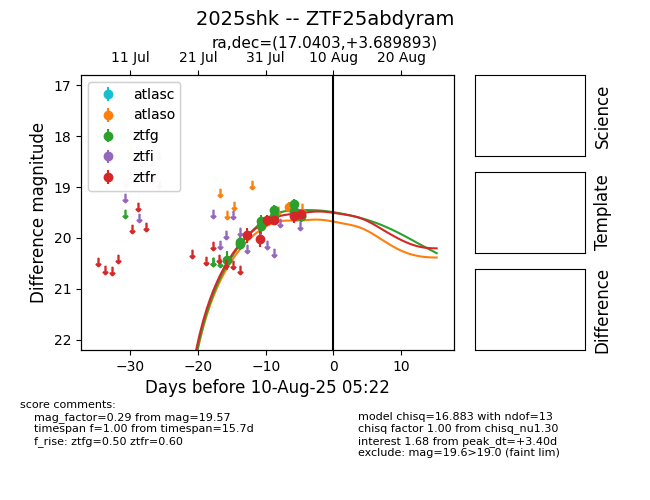 2025shk -- ZTF25abdyram
ra,dec=(17.0403,+3.689893)
11 Jul
21 Jul
31 Jul
10 Aug
20 Aug
17
18
19
20
21
22
Difference magnitude
atlasc
atlaso
ztfg
ztfi
ztfr
−30
−20
−10
0
10
Days before 10-Aug-25 05:22
Science
Template
Difference
score comments:
mag_factor=0.29 from mag=19.57
timespan f=1.00 from timespan=15.7d
f_rise: ztfg=0.50 ztfr=0.60
model chisq=16.883 with ndof=13
chisq factor 1.00 from chisq_nu1.30
interest 1.68 from peak_dt=+3.40d
exclude: mag=19.6>19.0 (faint lim)